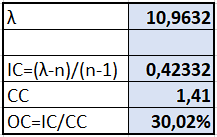 λ 10,9632
IC=(λ-n)/(n-1) 0,42332
CC 1,41
OC=IC/CC 30,02%